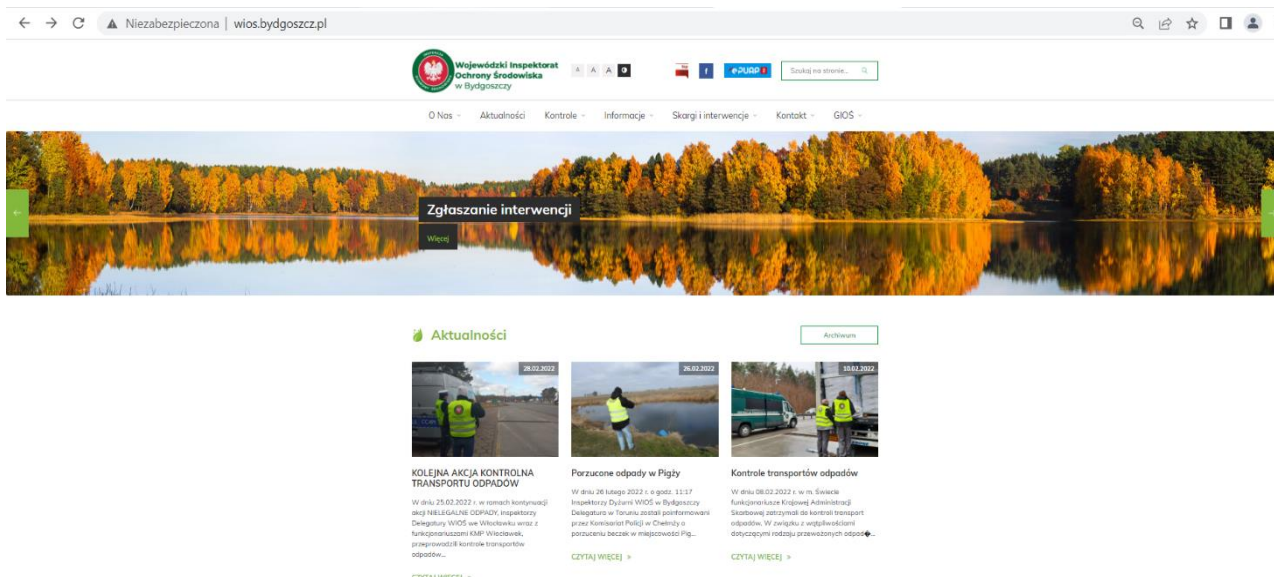 Niezabezpieczona | wios.bydgoszcz.pl
Wojewódzki Inspektorat
Ochrony Środowiska
w Bydgoszczy
A A A
ePUAP
Szukaj na stronie...
O Nas Aktualności Kontrole Informacje Skargi i interwencje Kontakt GIOŚ
Zgłaszanie interwencji
Więcej
Aktualności
Archiwum
28.02.2022
KOLEJNA AKCJA KONTROLNA
TRANSPORTU ODPADÓW
W dniu 25.02.2022 r. w ramach kontynuacji
akcji NIELEGALNE ODPADY, inspektorzy
Delegatury WIOŚ we Włocławku wraz z
funkcjonariuszami KMP Włocławek,
przeprowadzili kontrole transportów
odpadów...
CZYTAJ WIĘCEJ »
26.02.2022
Porzucone odpady w Pigży
W dniu 26 lutego 2022 r. o godz. 11:17
Inspektorzy Dyżurni WIOŚ w Bydgoszczy
Delegatura w Toruniu zostali poinformowani
przez Komisariat Policji w Chełmży o
porzuceniu beczek w miejscowości Pig...
CZYTAJ WIĘCEJ »
10.02.2022
Kontrole transportów odpadów
W dniu 08.02.2022 r. w m. Świecie
funkcjonariusze Krajowej Administracji
Skarbowej zatrzymali do kontroli transport
odpadów. W związku z wątpliwościami
dotyczącymi rodzaju przewożonych odpad�...
CZYTAJ WIĘCEJ »